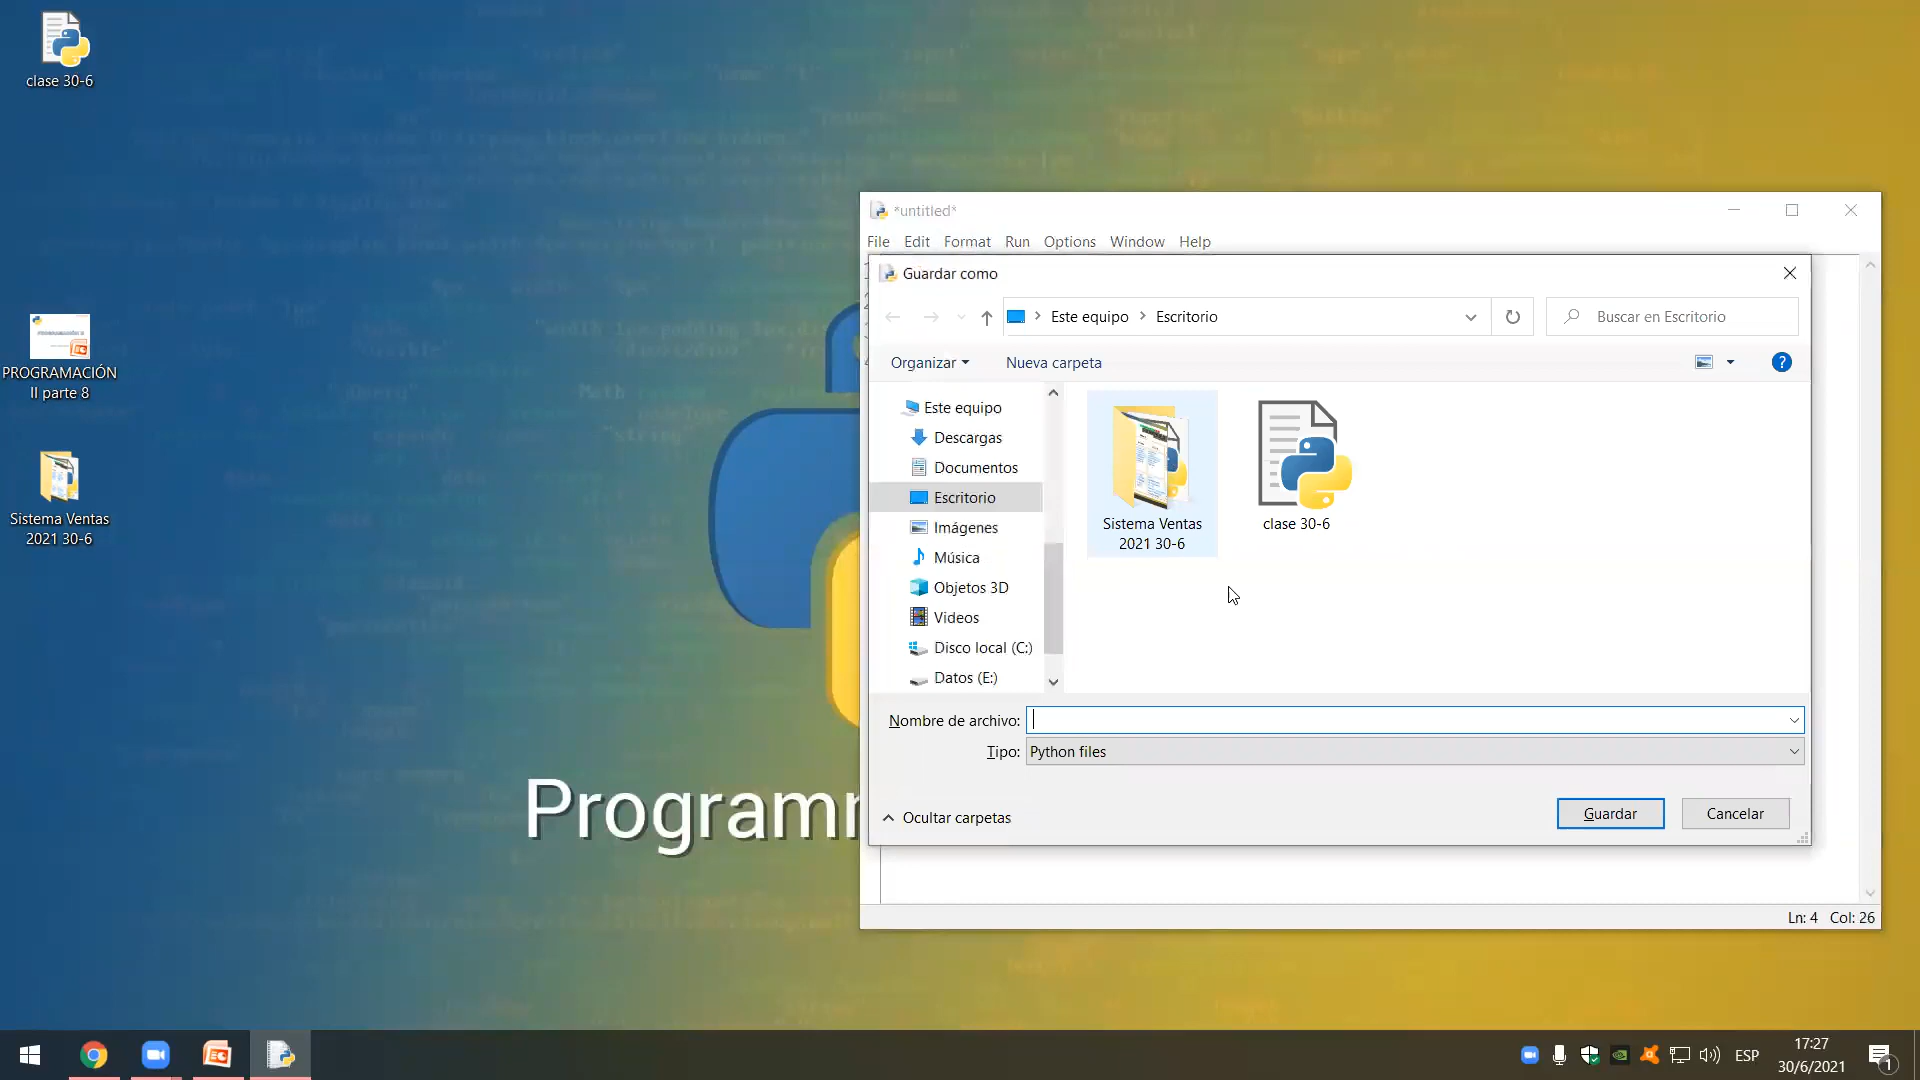 clase 30-6
PROGRAMACIÓN
II parte 8
Sistema Ventas
2021 30-6
Programm
*untitled*
File Edit Format Run Options Window Help
Guardar como
Este equipo Escritorio
Buscar en Escritorio
Organizar Nueva carpeta
Este equipo
Descargas
Documentos
Escritorio
Imágenes
Música
Objetos 3D
Videos
Disco local (C:)
Datos (E:)
Sistema Ventas
2021 30-6
clase 30-6
Nombre de archivo:
Tipo: Python files
Ocultar carpetas
Guardar Cancelar
Ln: 4 Col: 26
ESP
17:27
30/6/2021
1